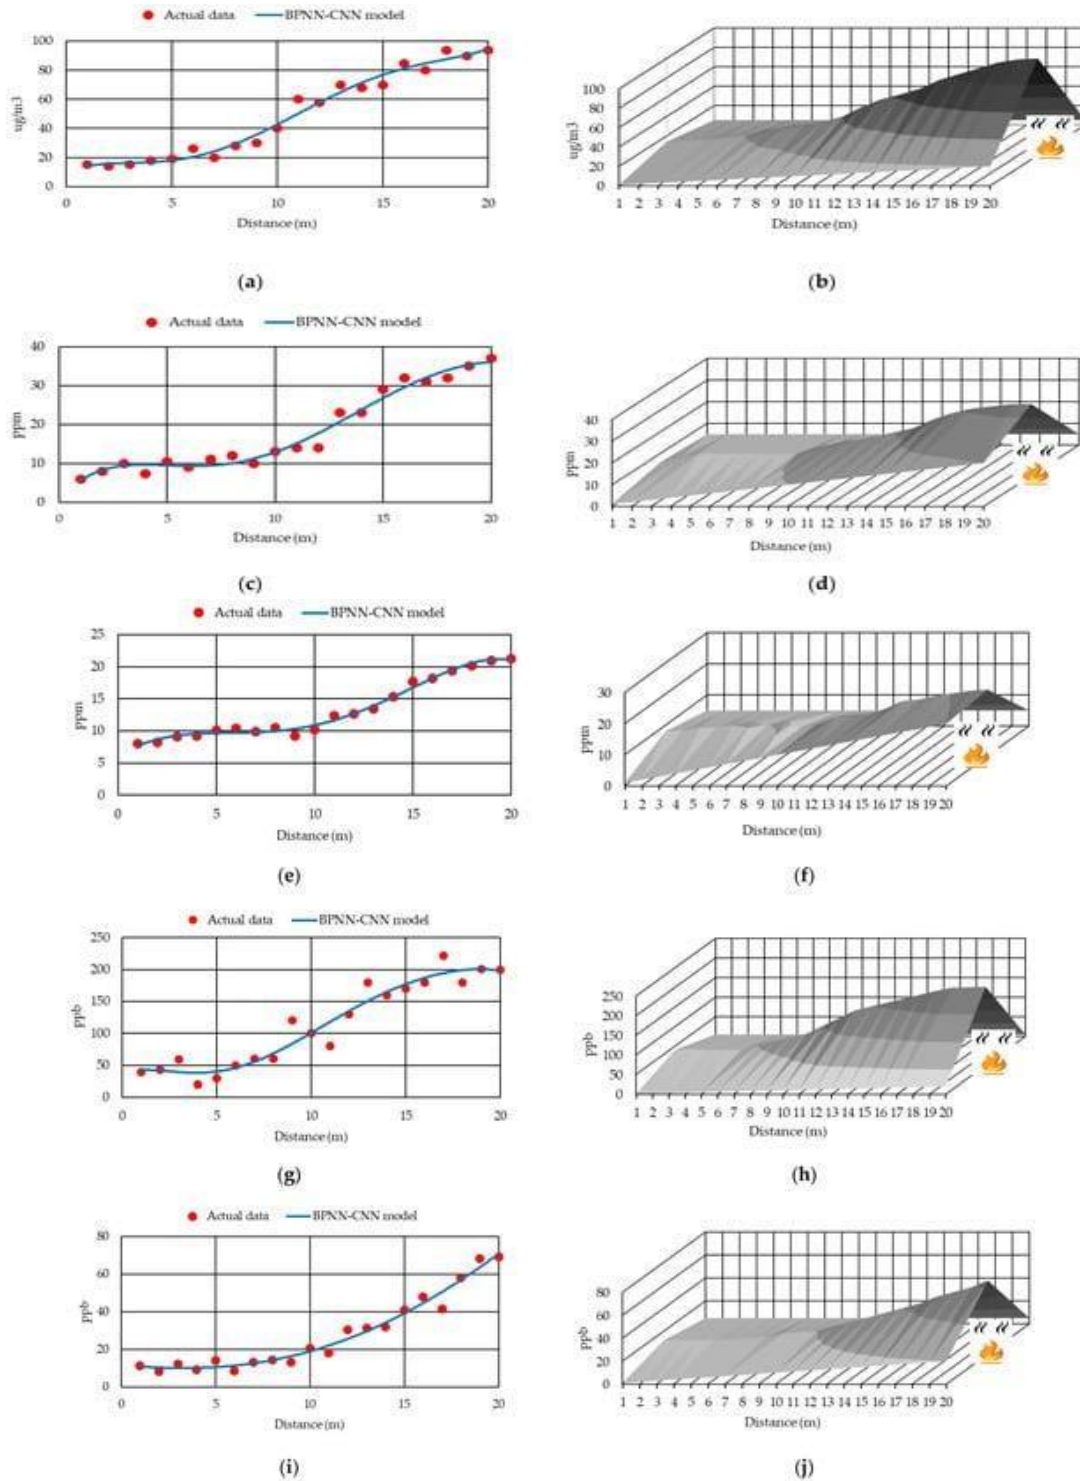 Actual data BPNN-CNN model
100
80
60
40
20
0
ug/m3
0 5 10 15 20
Distance (m)
(a)
100
80
60
40
20
0
ug/m3
1 2 3 4 5 6 7 8 9 10 11 12 13 14 15 16 17 18 19 20
Distance (m)
(b)
Actual data BPNN-CNN model
40
30
20
10
0
ppm
0 5 10 15 20
Distance (m)
(c)
40
30
20
10
0
ppm
1 2 3 4 5 6 7 8 9 10 11 12 13 14 15 16 17 18 19 20
Distance (m)
(d)
Actual data BPNN-CNN model
25
20
15
10
5
0
ppm
0 5 10 15 20
Distance (m)
(e)
30
20
10
0
ppm
1 2 3 4 5 6 7 8 9 10 11 12 13 14 15 16 17 18 19 20
Distance (m)
(f)
Actual data BPNN-CNN model
250
200
150
100
50
0
ppb
0 5 10 15 20
Distance (m)
(g)
250
200
150
100
50
0
ppb
1 2 3 4 5 6 7 8 9 10 11 12 13 14 15 16 17 18 19 20
Distance (m)
(h)
Actual data BPNN-CNN model
80
60
40
20
0
ppb
0 5 10 15 20
Distance (m)
(i)
80
60
40
20
0
ppb
1 2 3 4 5 6 7 8 9 10 11 12 13 14 15 16 17 18 19 20
Distance (m)
(j)